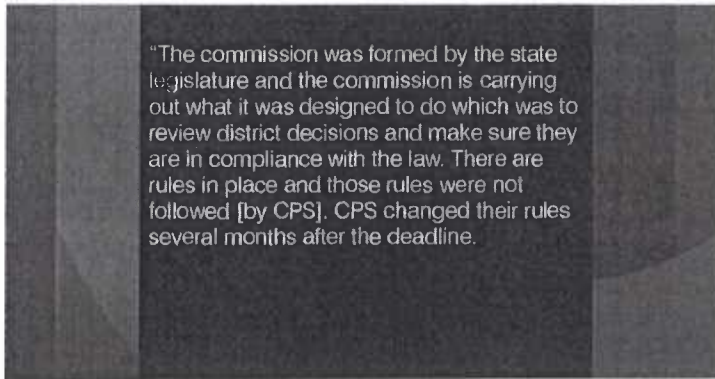 "The commission was formed by the state
legislature and the commission is carrying
out what it was designed to do which was to
review district decisions and make sure they
are in compliance with the law. There are
rules in place and those rules were not
followed [by CPS]. CPS changed their rules
several months after the deadline.